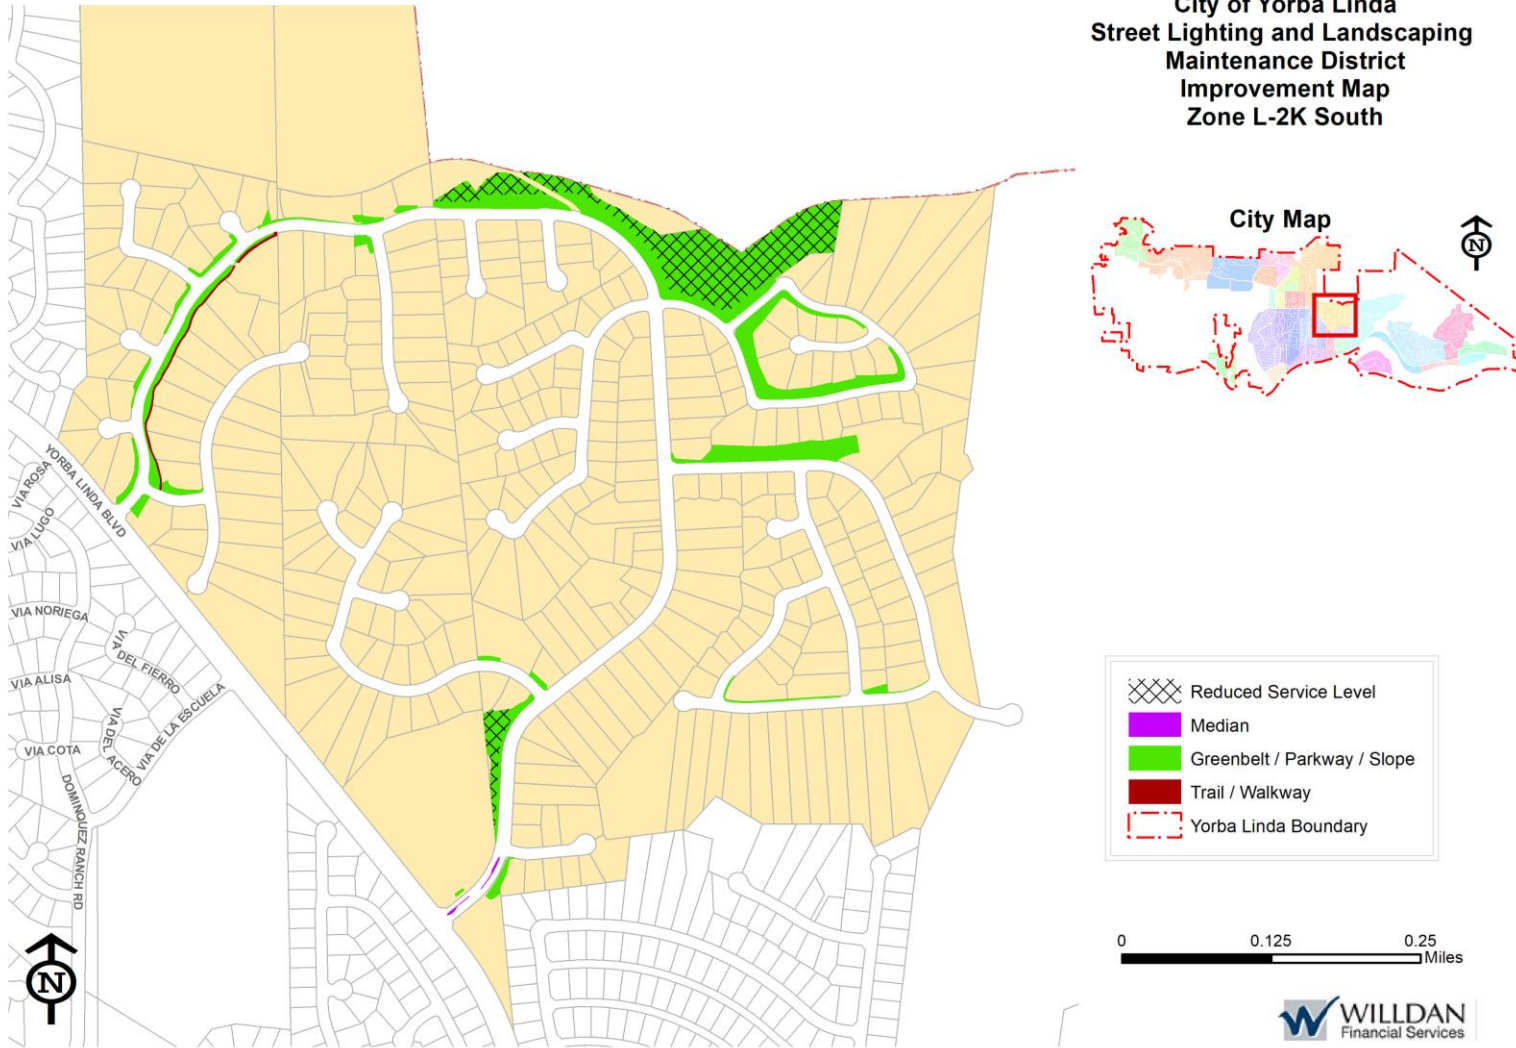 City of Yorba Linda
Street Lighting and Landscaping
Maintenance District
Improvement Map
Zone L-2K South
City Map
N
YORBA LINDA BLVD
VIA ROSA
VIA LUGO
VIA NORIEGA
VIA DEL FIERRO
VIA ALISA
VIA DEL ACERO
VIA DE LA ESCUELA
VIA COTA
DOMINQUEZ RANCH RD
Reduced Service Level
Median
Greenbelt / Parkway / Slope
Trail / Walkway
Yorba Linda Boundary
0 0.125 0.25
Miles
N
WILLDAN
Financial Services